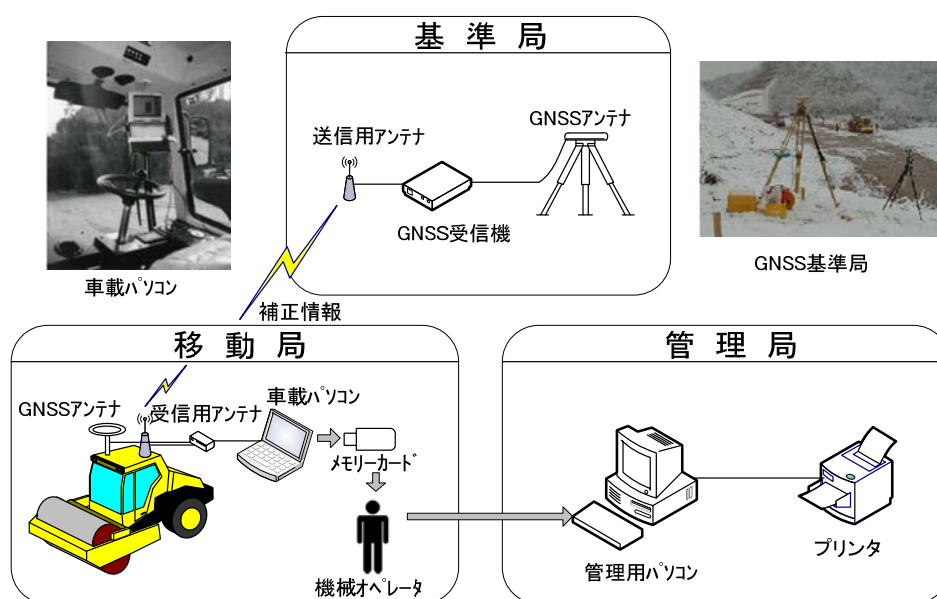 基準局
送信用アンテナ
GNSSアンテナ
GNSS受信機
車載パソコン
GNSS基準局
補正情報
移動局
GNSSアンテナ
受信用アンテナ
車載パソコン
メモリーカード
機械オペレータ
管理局
管理用パソコン
プリンタ